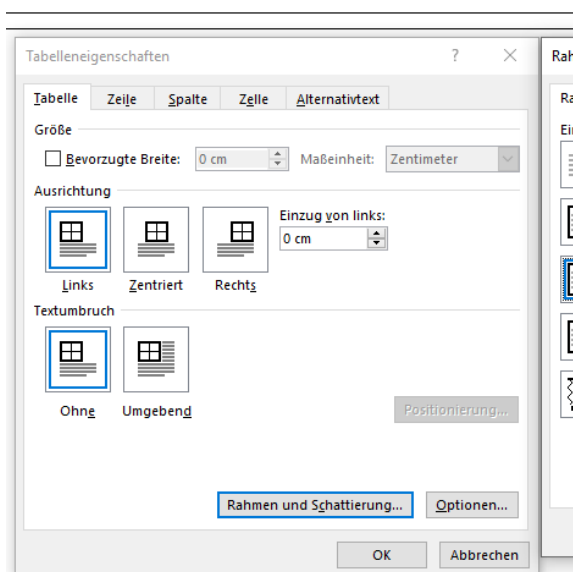 Tabelleneigenschaften ?
Tabelle Zeile Spalte Zelle Alternativtext
Größe
Bevorzugte Breite: 0 cm Maßeinheit: Zentimeter
Ausrichtung
Einzug von links:
0 cm
Links Zentriert Rechts
Textumbruch
Ohne Umgebend
Positionierung...
Rahmen und Schattierung... Optionen...
OK Abbrechen